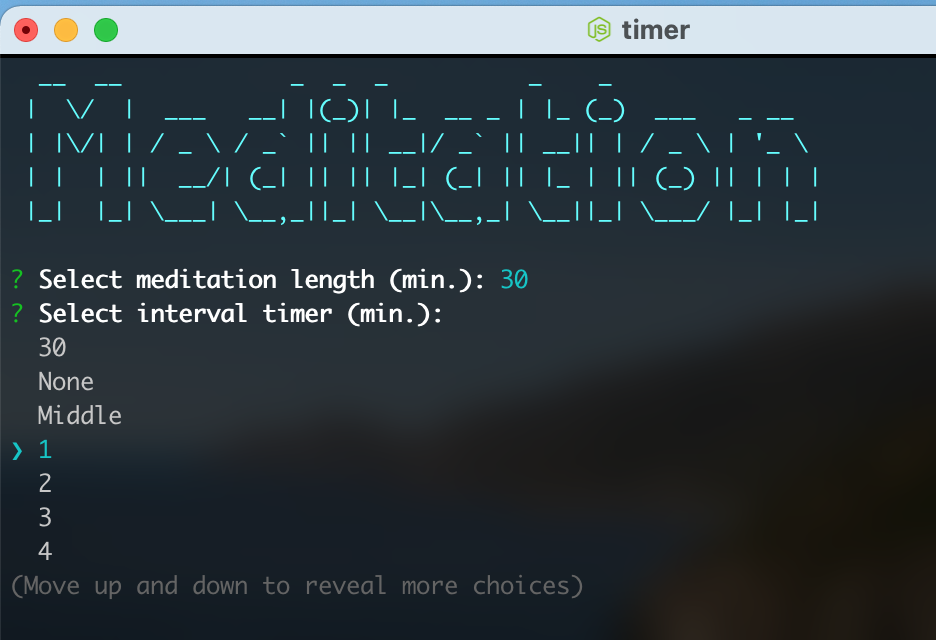 timer
Meditation
? Select meditation length (min.): 30
? Select interval timer (min.):
30
None
Middle
❯ 1
2
3
4
(Move up and down to reveal more choices)